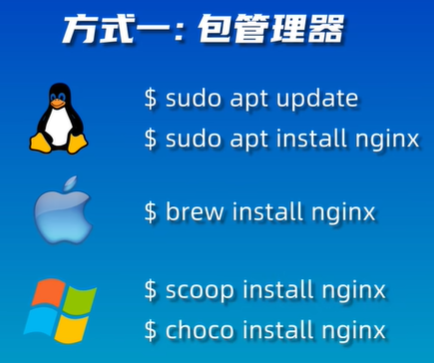 方式一: 包管理器
$ sudo apt update
$ sudo apt install nginx
$ brew install nginx
$ scoop install nginx
$ choco install nginx